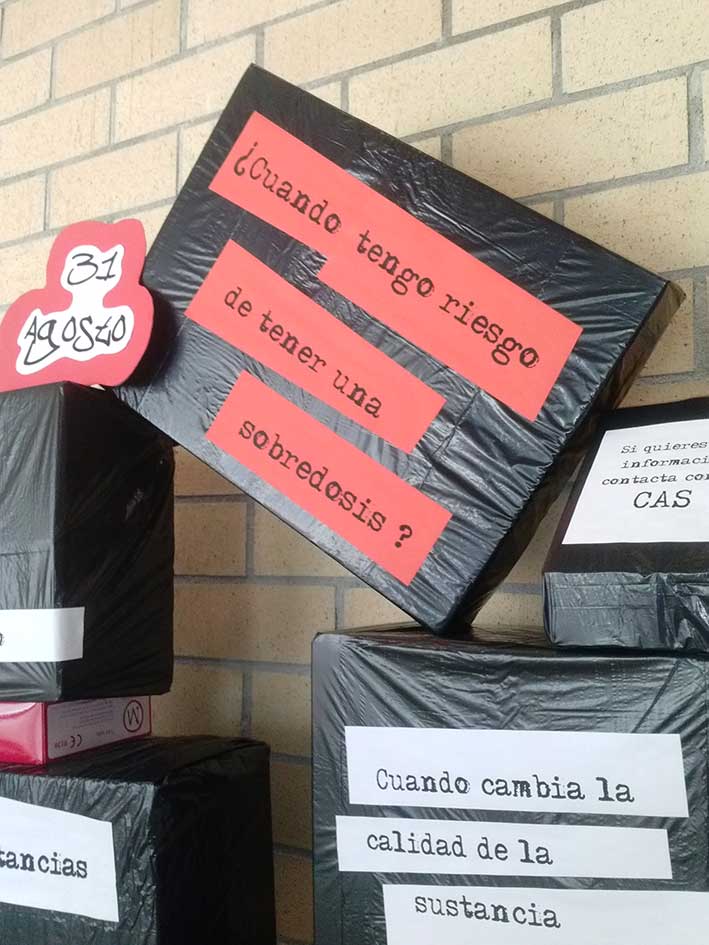 31
Agosto
¿Cuando tengo riesgo
de tener una
sobredosis ?
Si quieres
contacta
CAS
Cuando cambia la
calidad de la
sustancia